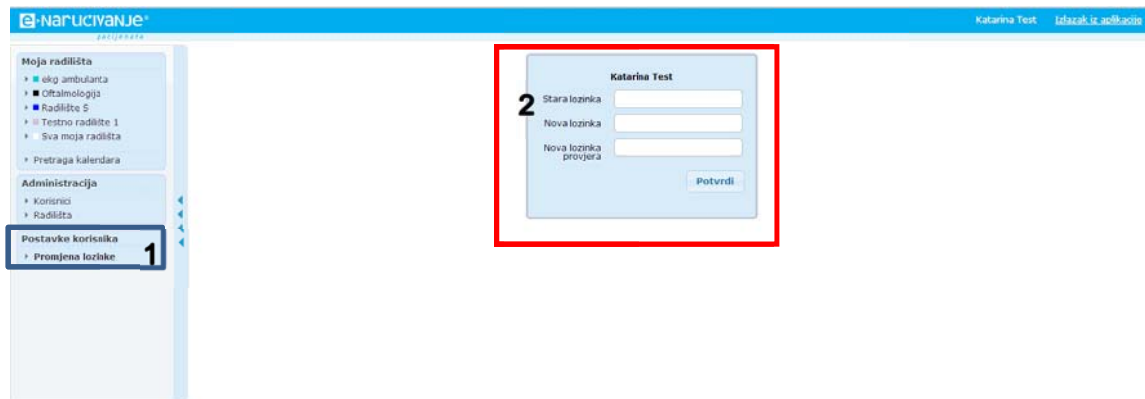 e-Naručivanje®
pacijenata
Katarina Test
Izlazak iz aplikacije
Moja radilišta
ekg ambulanta
Oftalmologija
Radilište 5
Testno radilište 1
Sva moja radilišta
Pretraga kalendara
Administracija
Korisnici
Radilišta
Postavke korisnika
Promjena lozinke
1
2
Katarina Test
Stara lozinka
Nova lozinka
Nova lozinka
provjera
Potvrdi